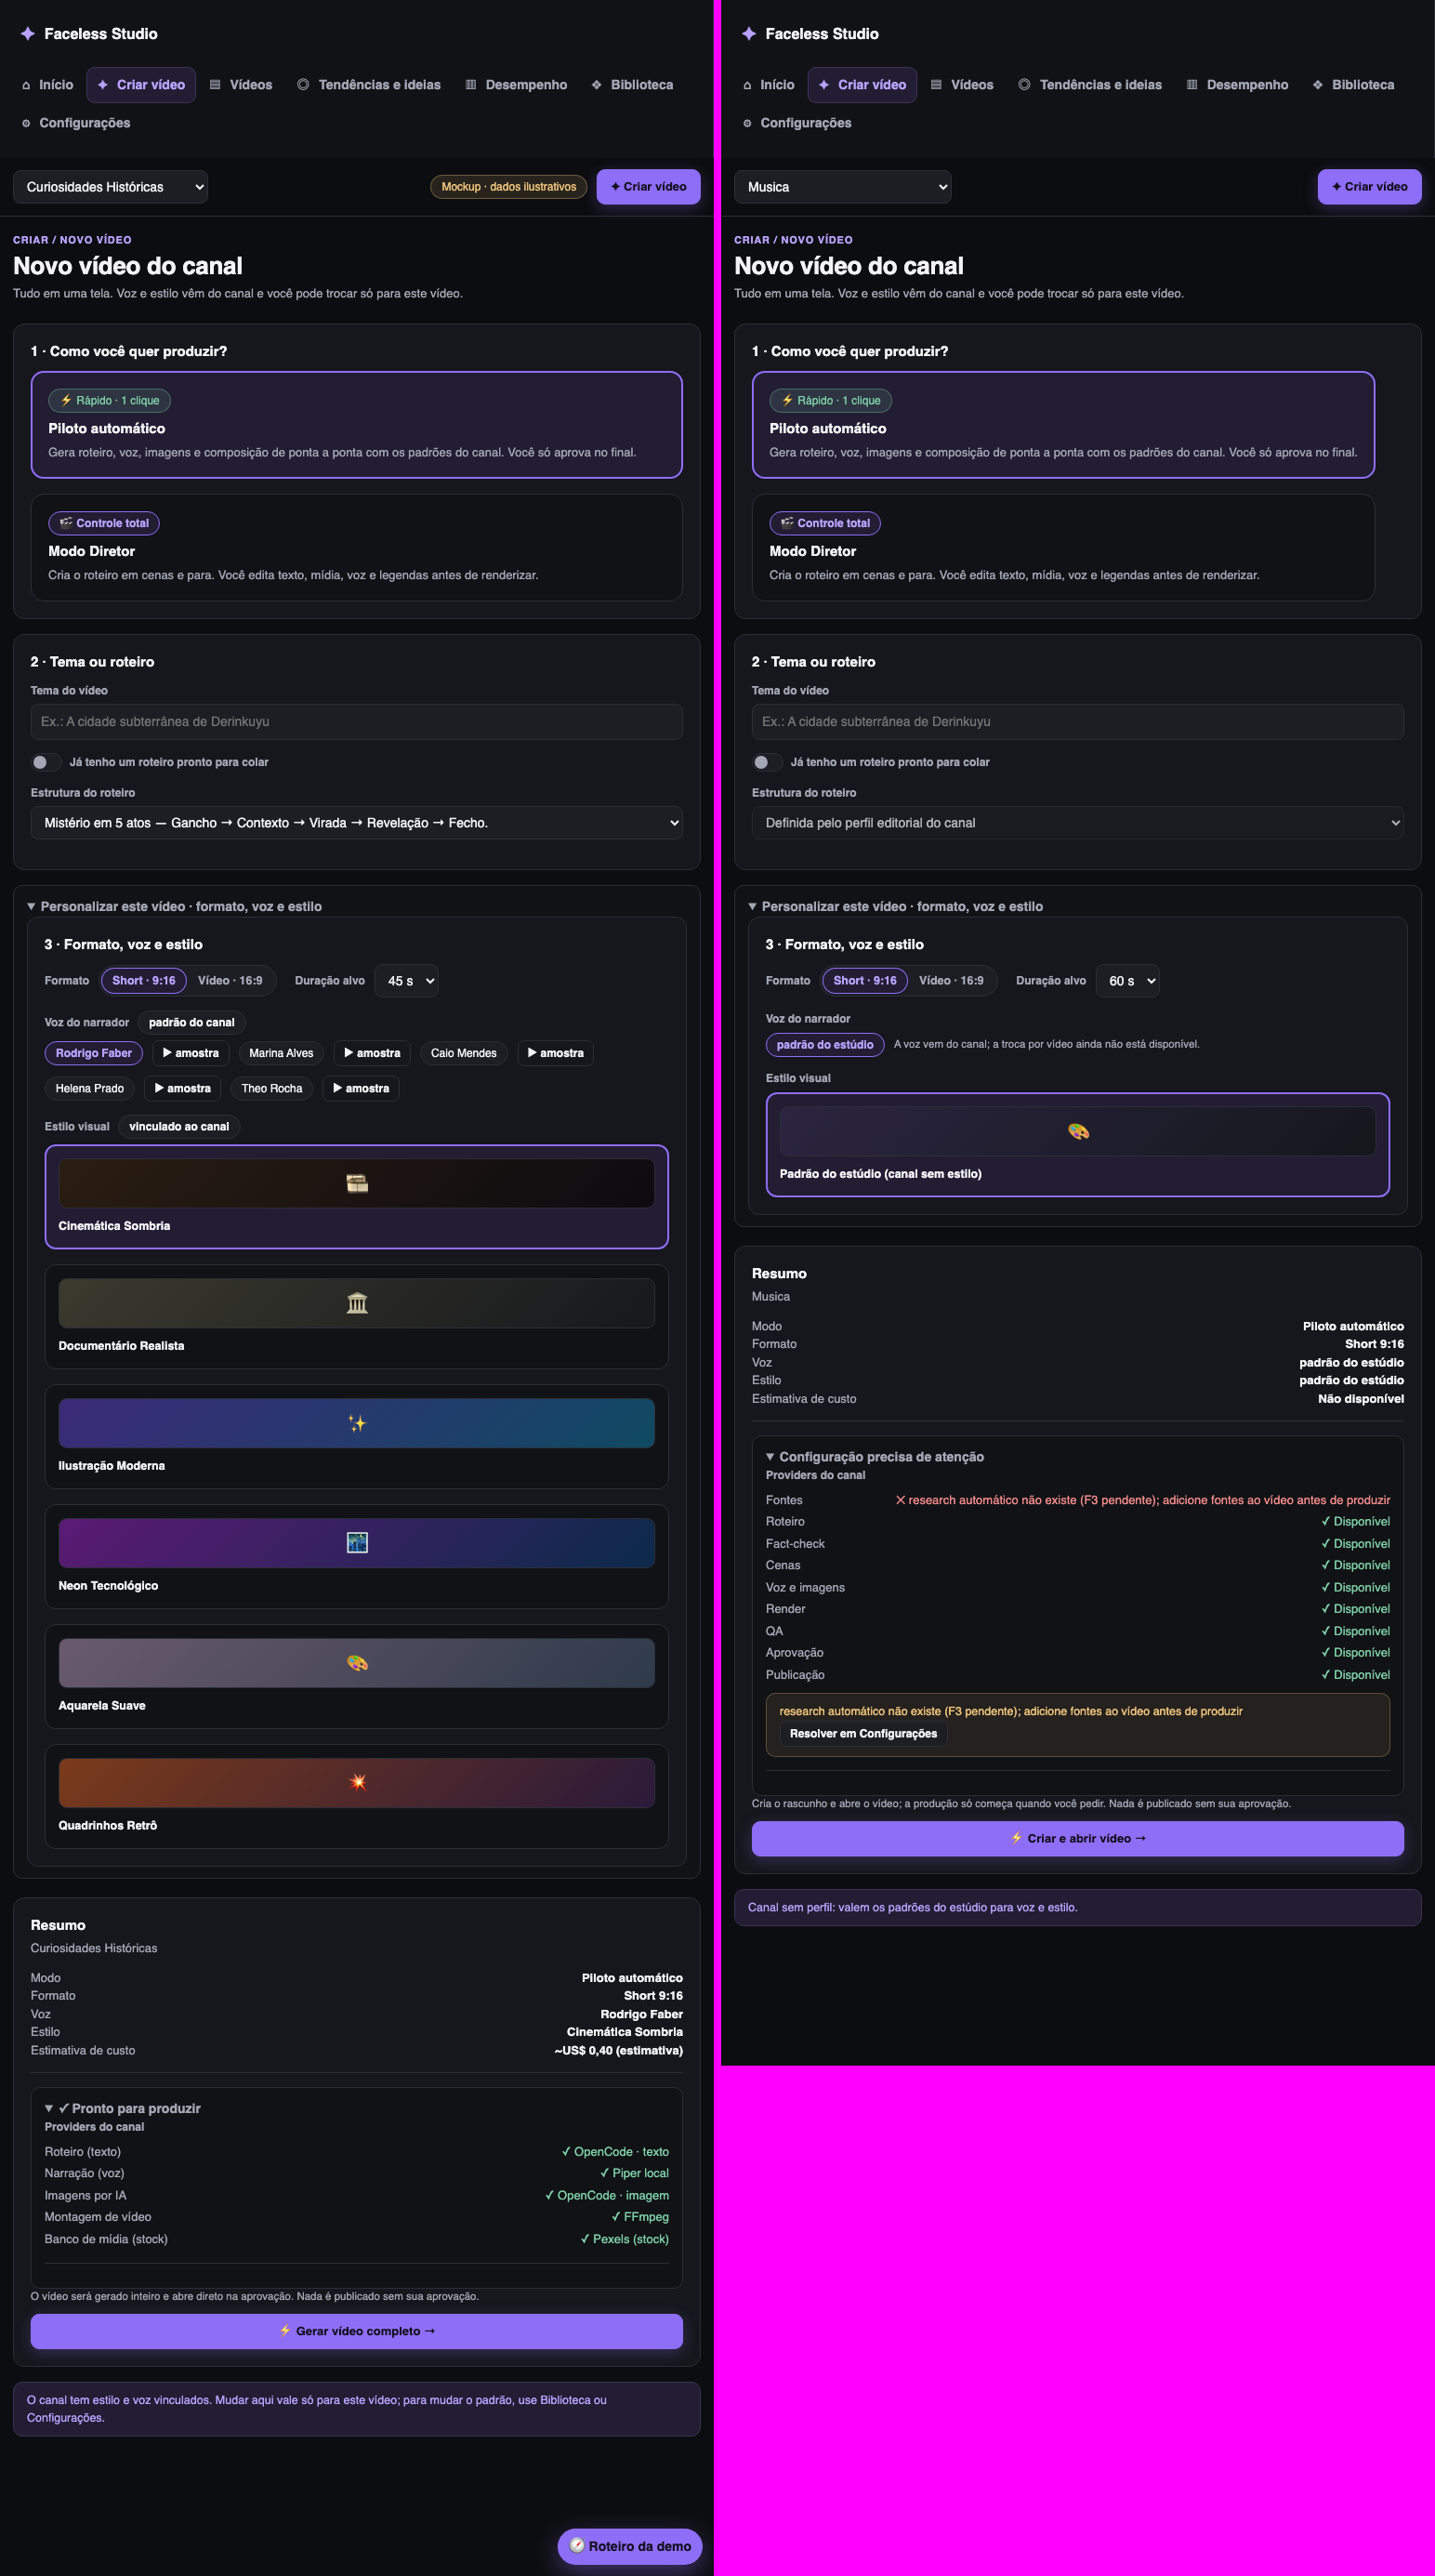 Faceless Studio
Início
Criar vídeo
Vídeos
Tendências e ideias
Desempenho
Biblioteca
Configurações
Curiosidades Históricas
Mockup · dados ilustrativos
✦ Criar vídeo
CRIAR / NOVO VÍDEO
Novo vídeo do canal
Tudo em uma tela. Voz e estilo vêm do canal e você pode trocar só para este vídeo.
1 · Como você quer produzir?
⚡ Rápido · 1 clique
Piloto automático
Gera roteiro, voz, imagens e composição de ponta a ponta com os padrões do canal. Você só aprova no final.
🎬 Controle total
Modo Diretor
Cria o roteiro em cenas e para. Você edita texto, mídia, voz e legendas antes de renderizar.
2 · Tema ou roteiro
Tema do vídeo
Ex.: A cidade subterrânea de Derinkuyu
Já tenho um roteiro pronto para colar
Estrutura do roteiro
Mistério em 5 atos — Gancho → Contexto → Virada → Revelação → Fecho.
▼ Personalizar este vídeo · formato, voz e estilo
3 · Formato, voz e estilo
Formato Short · 9:16 Vídeo · 16:9 Duração alvo 45 s
Voz do narrador padrão do canal
Rodrigo Faber ▶ amostra Marina Alves ▶ amostra Caio Mendes ▶ amostra
Helena Prado ▶ amostra Theo Rocha ▶ amostra
Estilo visual vinculado ao canal
Cinemática Sombria
Documentário Realista
Ilustração Moderna
Neon Tecnológico
Aquarela Suave
Quadrinhos Retrô
Resumo
Curiosidades Históricas
Modo Piloto automático
Formato Short 9:16
Voz Rodrigo Faber
Estilo Cinemática Sombria
Estimativa de custo ~US$ 0,40 (estimativa)
▼ ✓ Pronto para produzir
Providers do canal
Roteiro (texto) ✓ OpenCode · texto
Narração (voz) ✓ Piper local
Imagens por IA ✓ OpenCode · imagem
Montagem de vídeo ✓ FFmpeg
Banco de mídia (stock) ✓ Pexels (stock)
O vídeo será gerado inteiro e abre direto na aprovação. Nada é publicado sem sua aprovação.
⚡ Gerar vídeo completo →
O canal tem estilo e voz vinculados. Mudar aqui vale só para este vídeo; para mudar o padrão, use Biblioteca ou
Configurações.
🧭 Roteiro da demo
Faceless Studio
Início
Criar vídeo
Vídeos
Tendências e ideias
Desempenho
Biblioteca
Configurações
Musica
✦ Criar vídeo
CRIAR / NOVO VÍDEO
Novo vídeo do canal
Tudo em uma tela. Voz e estilo vêm do canal e você pode trocar só para este vídeo.
1 · Como você quer produzir?
⚡ Rápido · 1 clique
Piloto automático
Gera roteiro, voz, imagens e composição de ponta a ponta com os padrões do canal. Você só aprova no final.
🎬 Controle total
Modo Diretor
Cria o roteiro em cenas e para. Você edita texto, mídia, voz e legendas antes de renderizar.
2 · Tema ou roteiro
Tema do vídeo
Ex.: A cidade subterrânea de Derinkuyu
Já tenho um roteiro pronto para colar
Estrutura do roteiro
Definida pelo perfil editorial do canal
▼ Personalizar este vídeo · formato, voz e estilo
3 · Formato, voz e estilo
Formato Short · 9:16 Vídeo · 16:9 Duração alvo 60 s
Voz do narrador
padrão do estúdio A voz vem do canal; a troca por vídeo ainda não está disponível.
Estilo visual
Padrão do estúdio (canal sem estilo)
Resumo
Musica
Modo Piloto automático
Formato Short 9:16
Voz padrão do estúdio
Estilo padrão do estúdio
Estimativa de custo Não disponível
▼ Configuração precisa de atenção
Providers do canal
Fontes ✕ research automático não existe (F3 pendente); adicione fontes ao vídeo antes de produzir
Roteiro ✓ Disponível
Fact-check ✓ Disponível
Cenas ✓ Disponível
Voz e imagens ✓ Disponível
Render ✓ Disponível
QA ✓ Disponível
Aprovação ✓ Disponível
Publicação ✓ Disponível
research automático não existe (F3 pendente); adicione fontes ao vídeo antes de produzir
Resolver em Configurações
Cria o rascunho e abre o vídeo; a produção só começa quando você pedir. Nada é publicado sem sua aprovação.
⚡ Criar e abrir vídeo →
Canal sem perfil: valem os padrões do estúdio para voz e estilo.